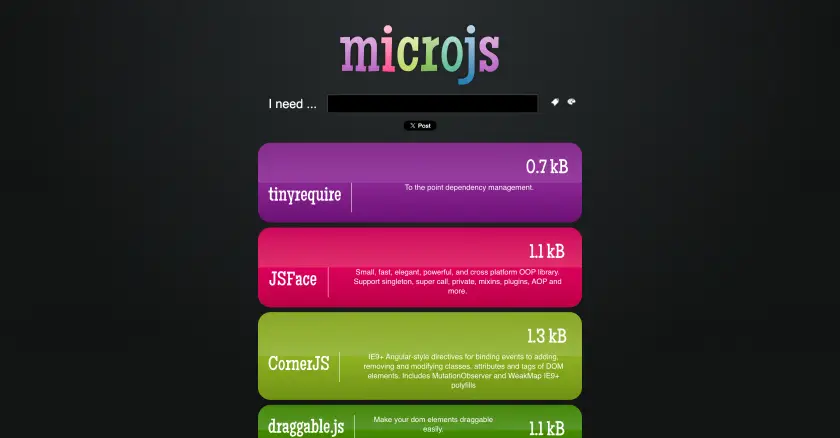 microjs
I need ...
𝕏 Post
0.7 kB
tinyrequire
To the point dependency management.
1.1 kB
JSFace
Small, fast, elegant, powerful, and cross platform OOP library.
Support singleton, super call, private, mixins, plugins, AOP and
more.
1.3 kB
CornerJS
IE9+ Angular-style directives for binding events to adding,
removing and modifying classes, attributes and tags of DOM
elements. Includes MutationObserver and WeakMap IE9+
polyfills
draggable.js
Make your dom elements draggable
easily.
1.1 kB